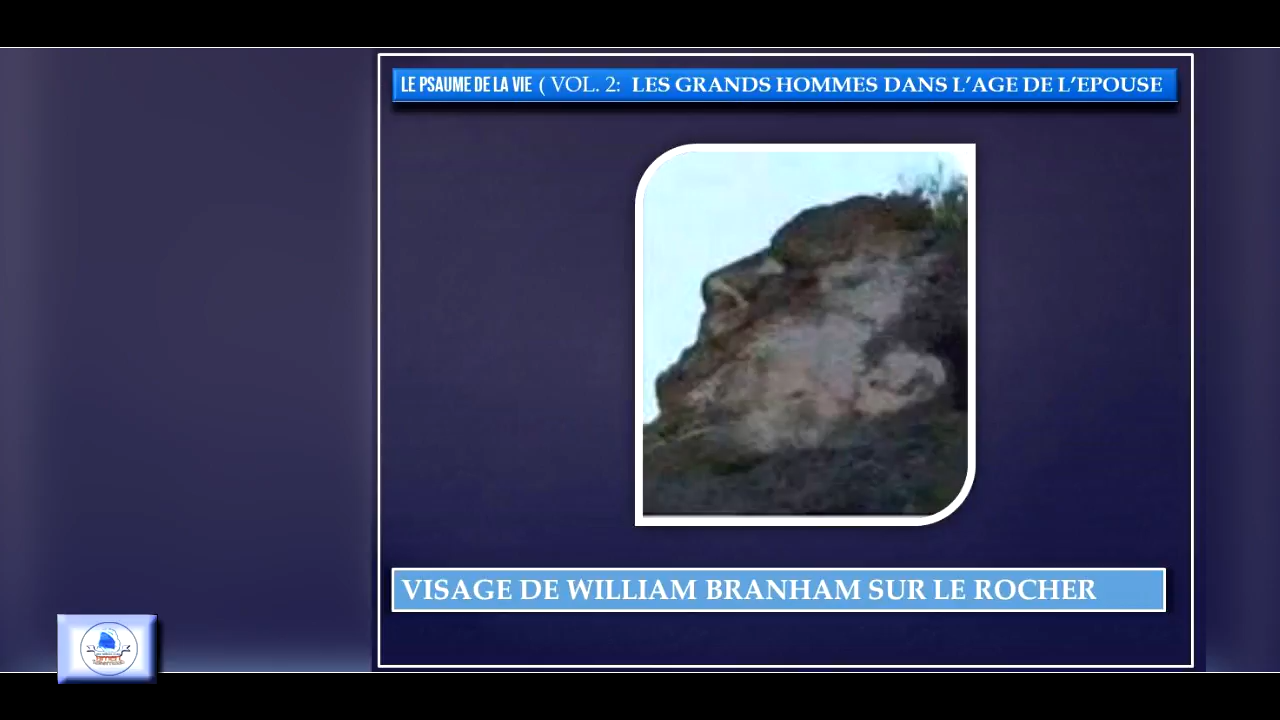 LE PSAUME DE LA VIE ( VOL. 2: LES GRANDS HOMMES DANS L’AGE DE L’EPOUSE
VISAGE DE WILLIAM BRANHAM SUR LE ROCHER